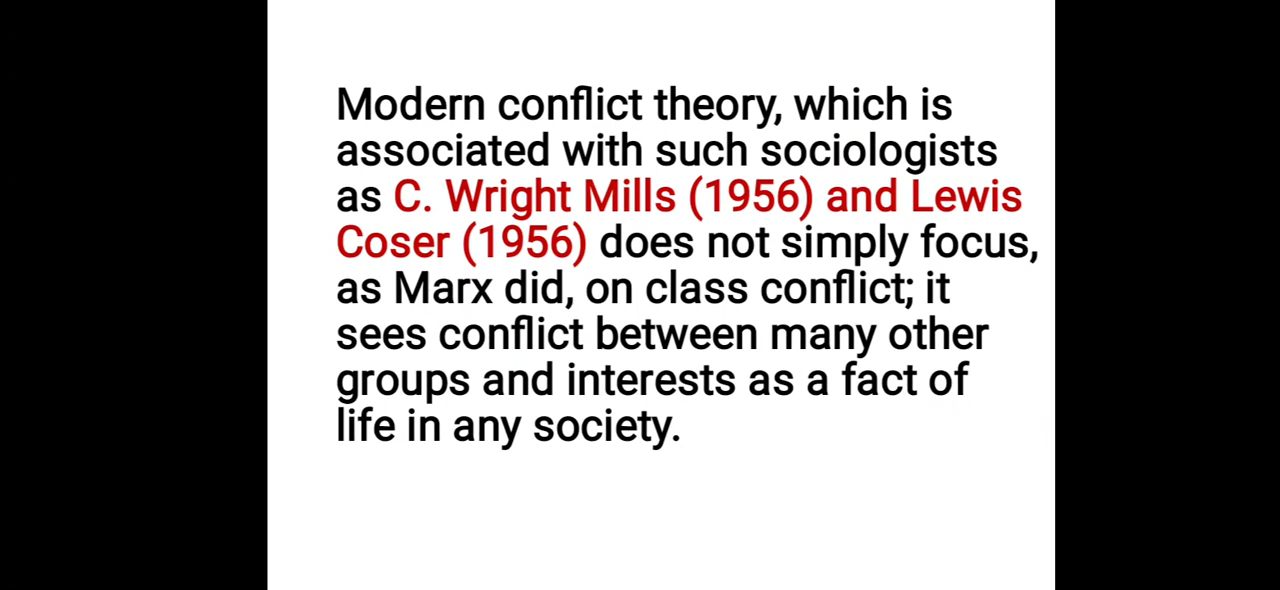 Modern conflict theory, which is
associated with such sociologists
as C. Wright Mills (1956) and Lewis
Coser (1956) does not simply focus,
as Marx did, on class conflict; it
sees conflict between many other
groups and interests as a fact of
life in any society.